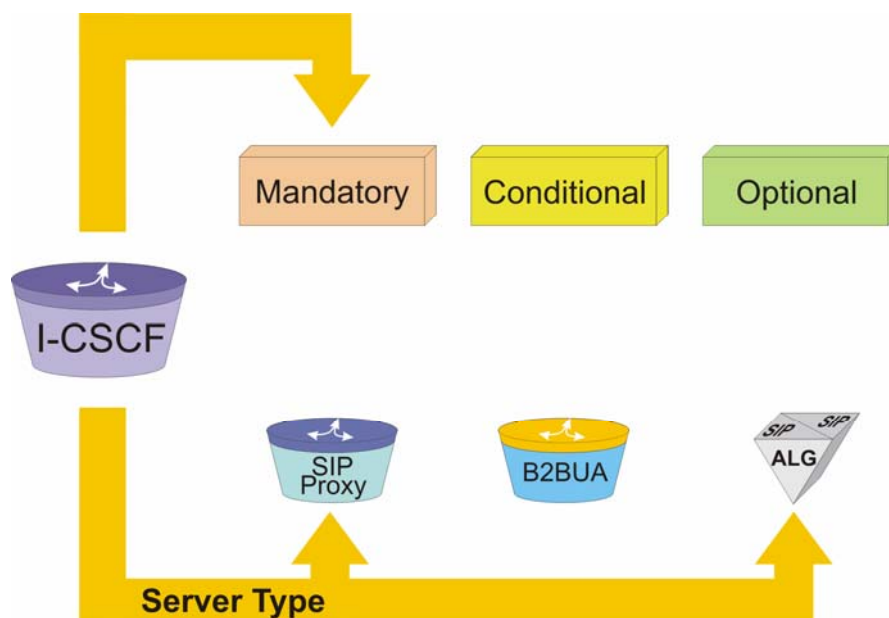 Mandatory
Conditional
Optional
I-CSCF
SIP
Proxy
B2BUA
SIP
SIP
ALG
Server Type